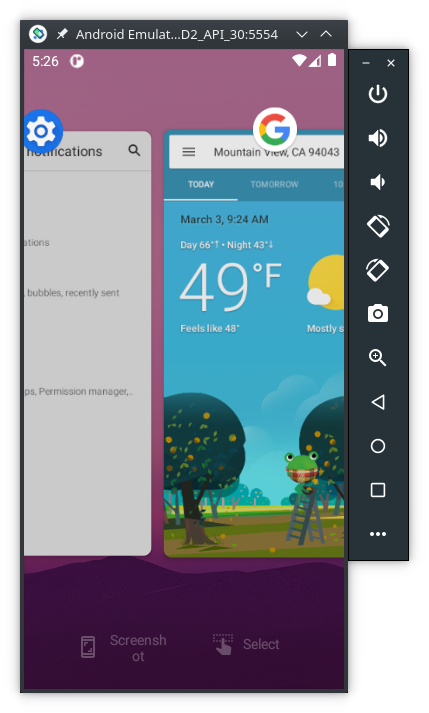 Android Emulat...D2_API_30:5554
5:26
notifications
Mountain View, CA 94043
TODAY
TOMORROW
10
March 3, 9:24 AM
Day 66°↑ • Night 43°↓
49°F
Feels like 48°
Mostly s
ations
, bubbles, recently sent
ps, Permission manager,..
Screensh
ot
Select